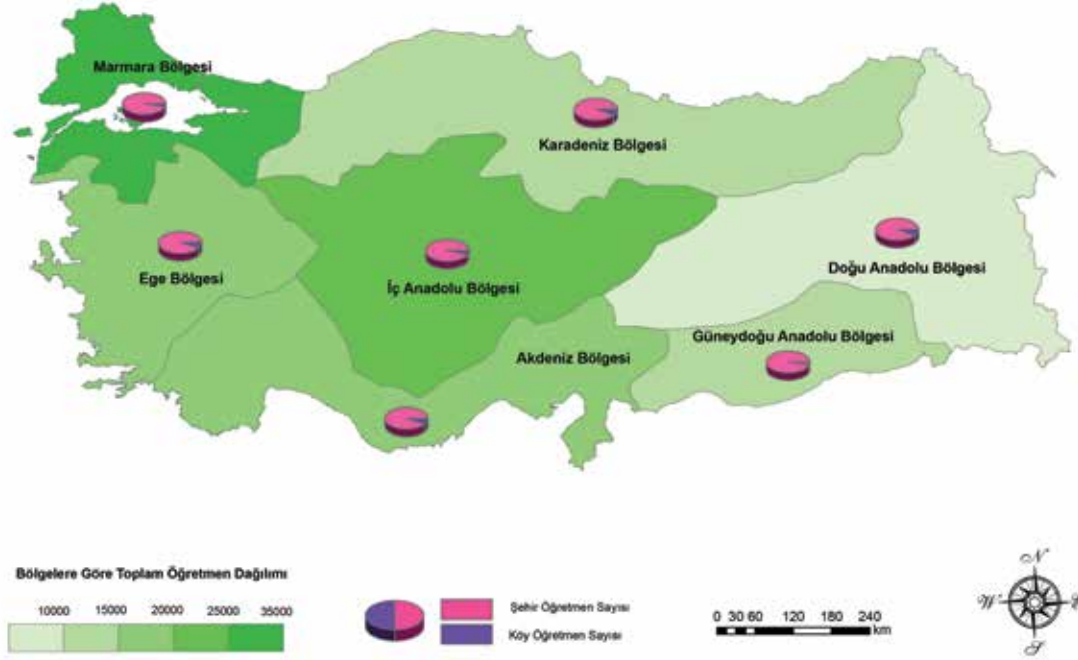 Marmara Bölgesi
Karadeniz Bölgesi
Ege Bölgesi
İç Anadolu Bölgesi
Doğu Anadolu Bölgesi
Güneydoğu Anadolu Bölgesi
Akdeniz Bölgesi
Bölgelere Göre Toplam Öğretmen Dağılımı
10000 15000 20000 25000 35000
Şehir Öğretmen Sayısı
Köy Öğretmen Sayısı
0 30 60 120 180 240
km
N
W E
S